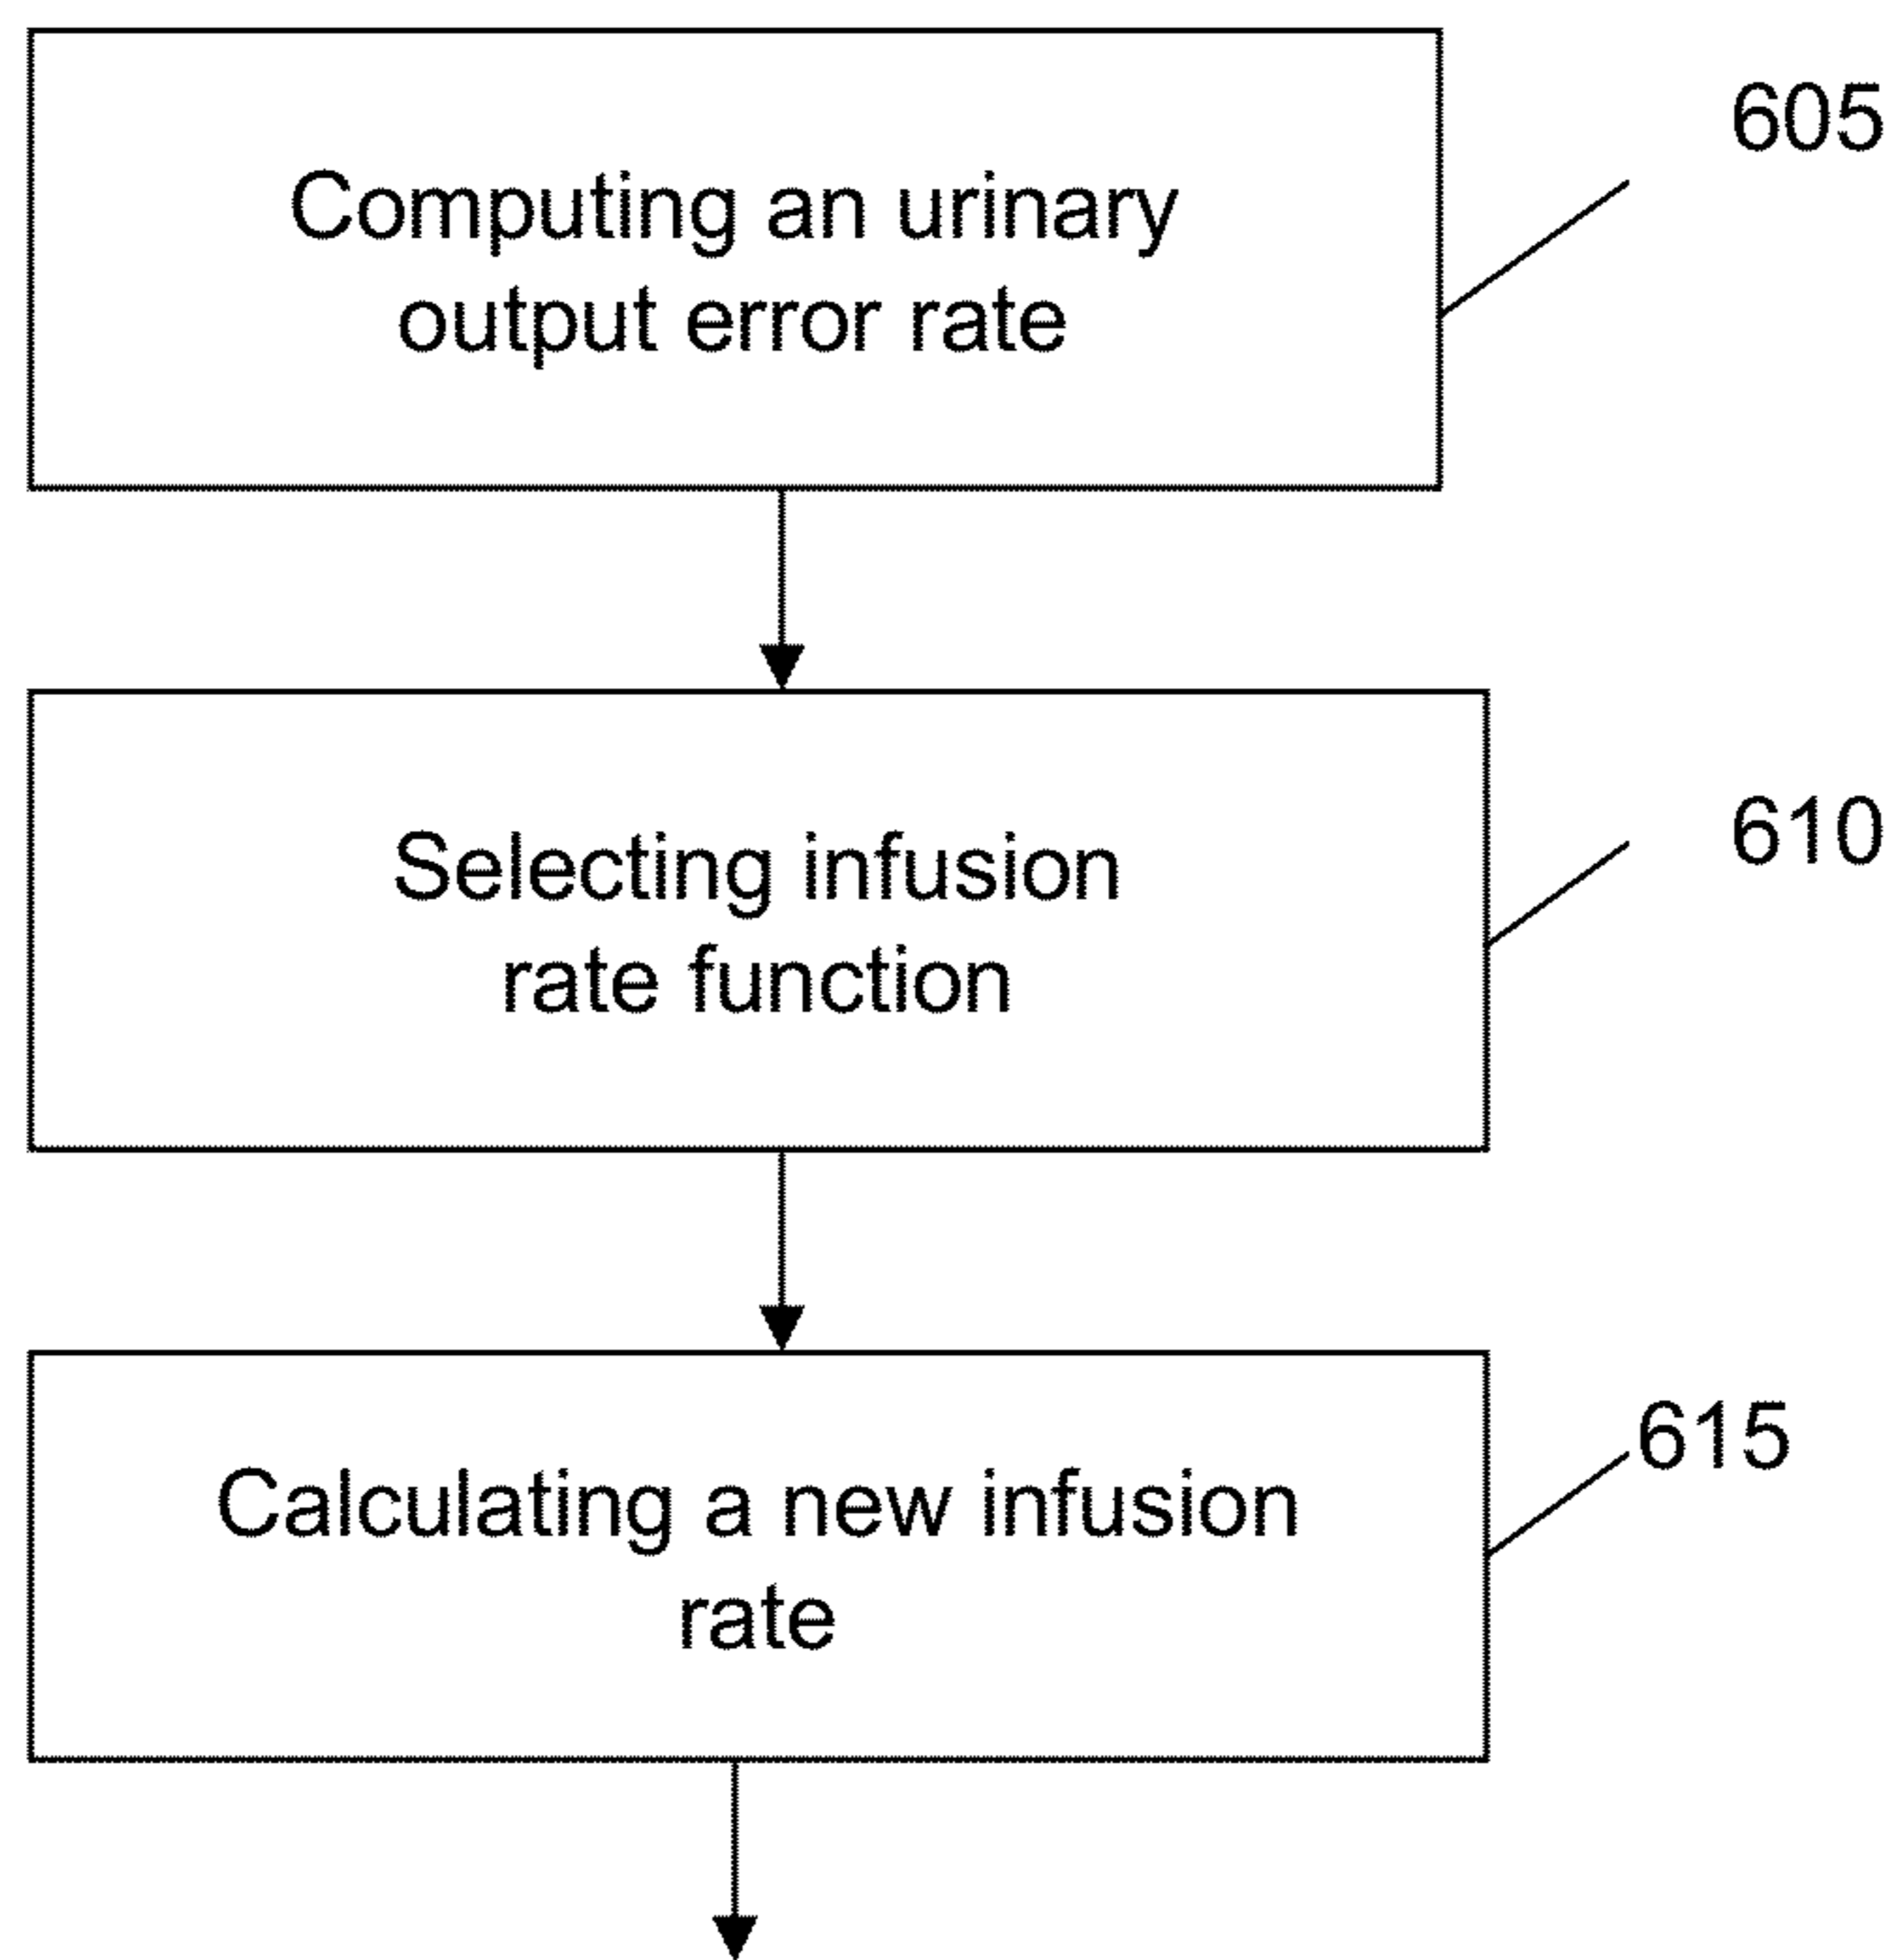 Computing an urinary
output error rate
605
Selecting infusion
rate function
610
Calculating a new infusion
rate
615